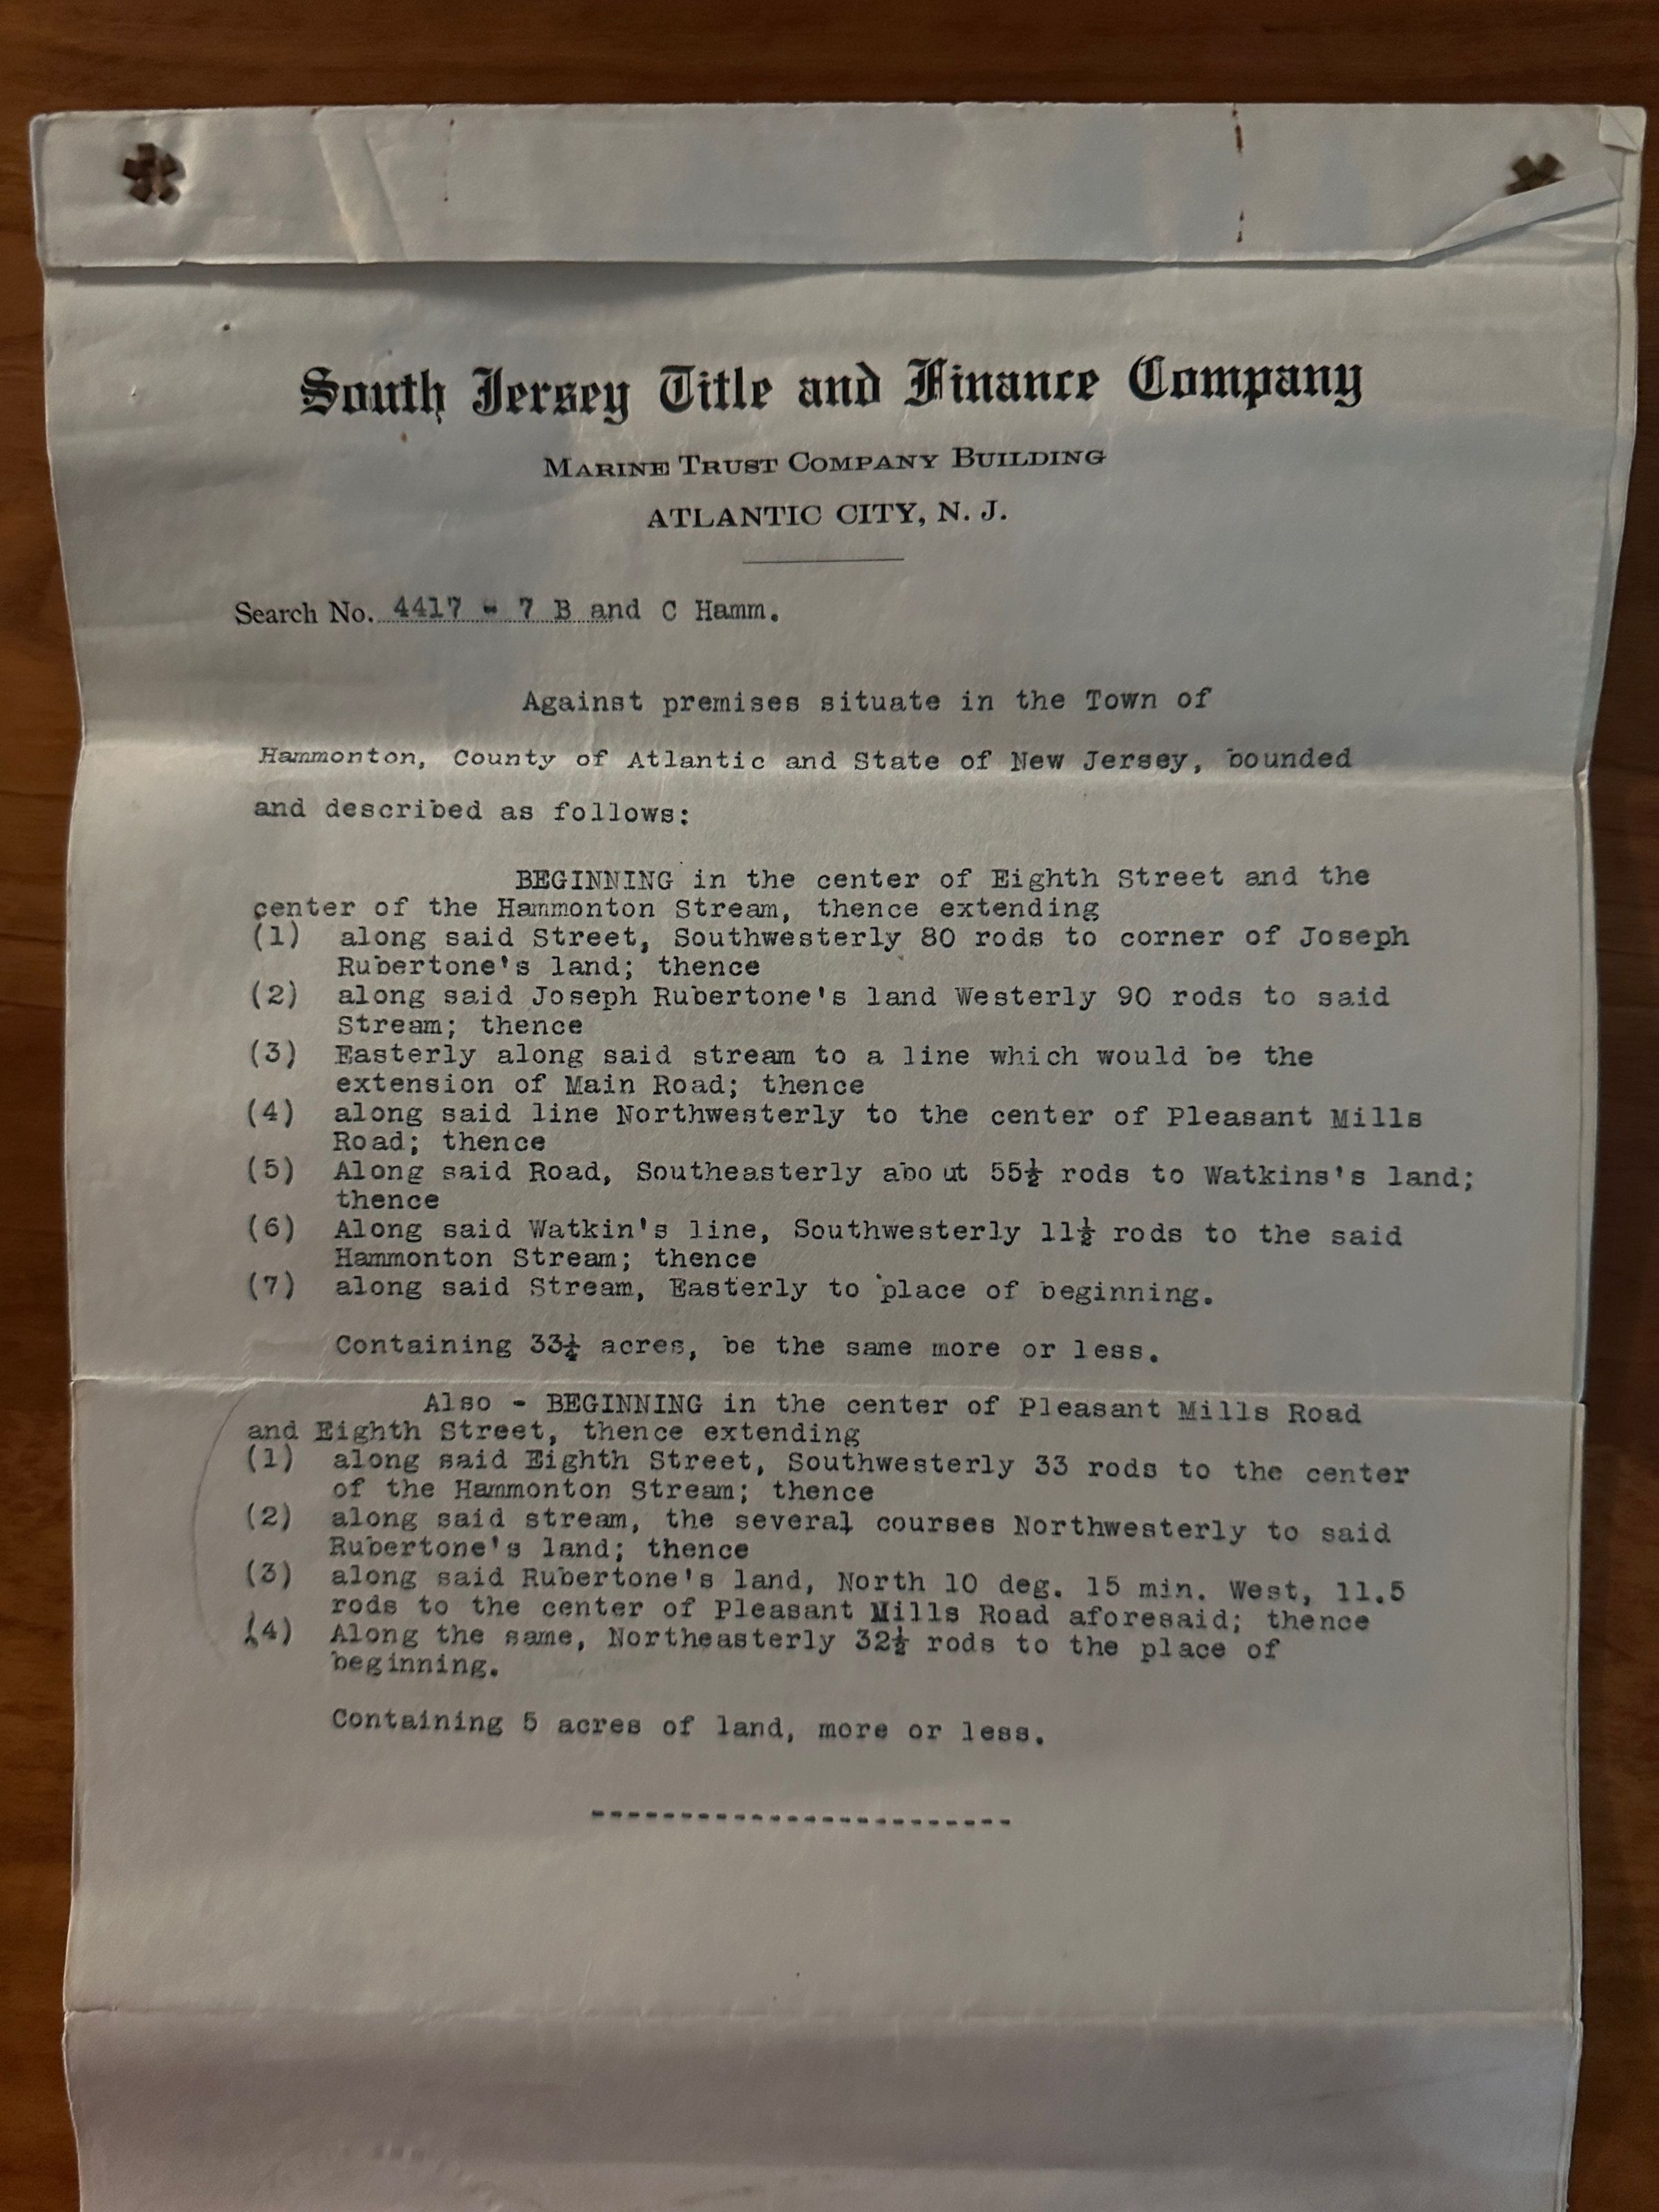 South Jersey Title and Finance Company
MARINE TRUST COMPANY BUILDING
ATLANTIC CITY, N. J.
Search No. 4417 - 7 B and C Hamm.
Against premises situate in the Town of
Hammonton, County of Atlantic and State of New Jersey, bounded
and described as follows:
BEGINNING in the center of Eighth Street and the
center of the Hammonton Stream, thence extending
(1) along said Street, Southwesterly 80 rods to corner of Joseph
Rubertone's land; thence
(2) along said Joseph Rubertone's land Westerly 90 rods to said
Stream; thence
(3) Easterly along said stream to a line which would be the
extension of Main Road; thence
(4) along said line Northwesterly to the center of Pleasant Mills
Road; thence
(5) Along said Road, Southeasterly about 55½ rods to Watkins's land;
thence
(6) Along said Watkin's line, Southwesterly 11½ rods to the said
Hammonton Stream; thence
(7) along said Stream, Easterly to place of beginning.
Containing 33¼ acres, be the same more or less.
Also - BEGINNING in the center of Pleasant Mills Road
and Eighth Street, thence extending
(1) along said Eighth Street, Southwesterly 33 rods to the center
of the Hammonton Stream; thence
(2) along said stream, the several courses Northwesterly to said
Rubertone's land; thence
(3) along said Rubertone's land, North 10 deg. 15 min. West, 11.5
rods to the center of Pleasant Mills Road aforesaid; thence
(4) Along the same, Northeasterly 32½ rods to the place of
beginning.
Containing 5 acres of land, more or less.
------------------------